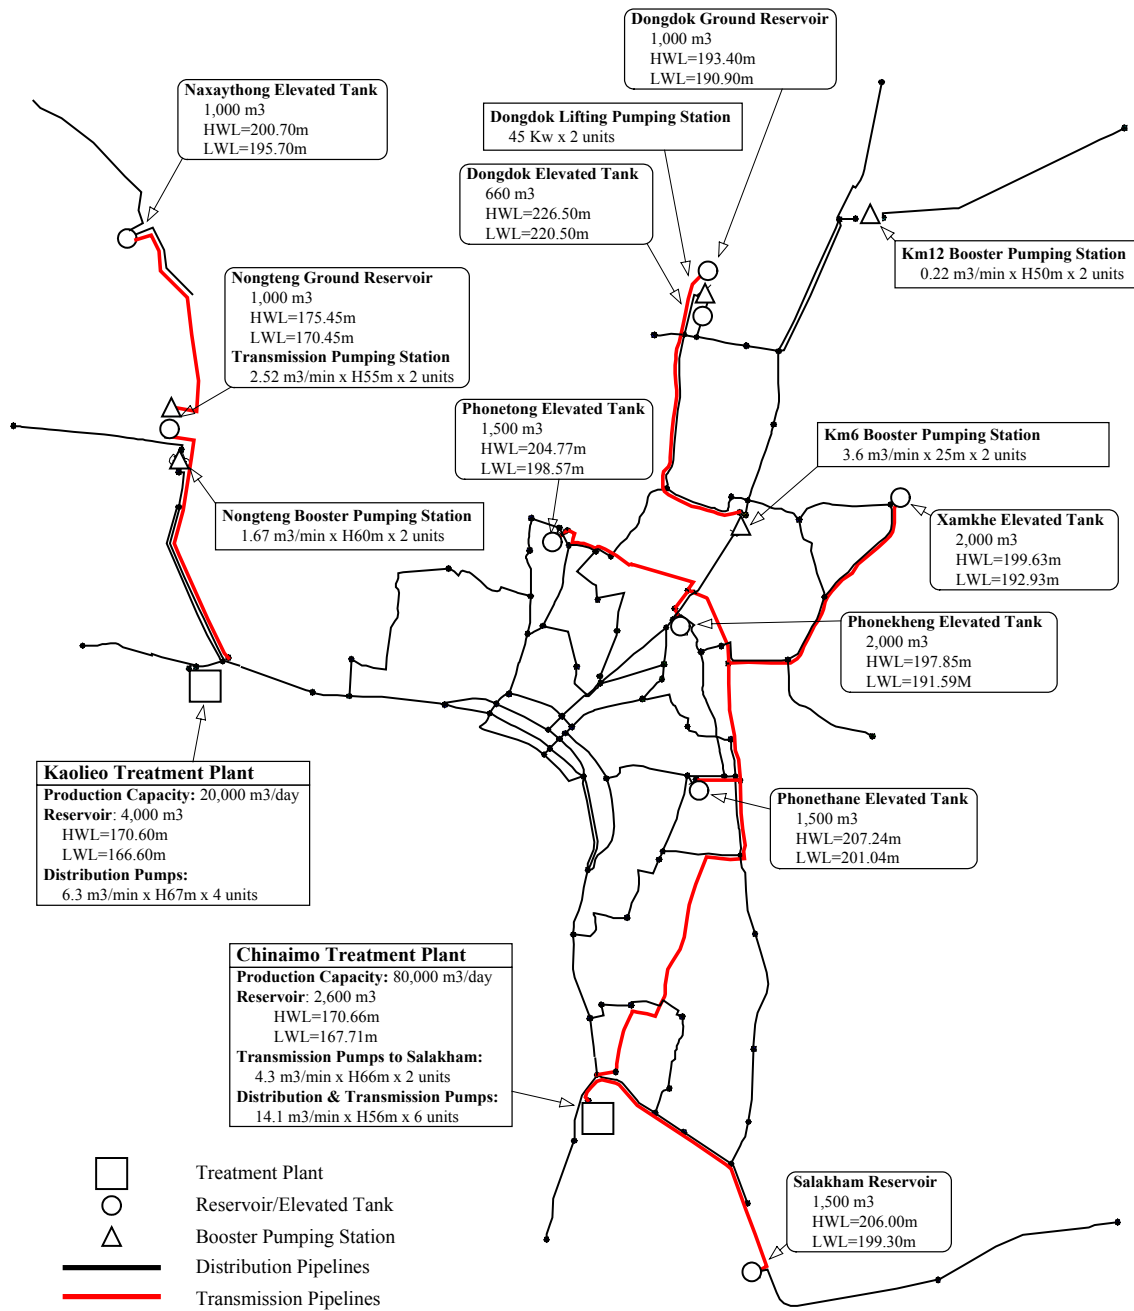 Dongdok Ground Reservoir
1,000 m3
HWL=193.40m
LWL=190.90m
Naxaythong Elevated Tank
1,000 m3
HWL=200.70m
LWL=195.70m
Dongdok Lifting Pumping Station
45 Kw x 2 units
Dongdok Elevated Tank
660 m3
HWL=226.50m
LWL=220.50m
Km12 Booster Pumping Station
0.22 m3/min x H50m x 2 units
Nongteng Ground Reservoir
1,000 m3
HWL=175.45m
LWL=170.45m
Transmission Pumping Station
2.52 m3/min x H55m x 2 units
Phonetong Elevated Tank
1,500 m3
HWL=204.77m
LWL=198.57m
Km6 Booster Pumping Station
3.6 m3/min x 25m x 2 units
Nongteng Booster Pumping Station
1.67 m3/min x H60m x 2 units
Xamkhe Elevated Tank
2,000 m3
HWL=199.63m
LWL=192.93m
Phonekheng Elevated Tank
2,000 m3
HWL=197.85m
LWL=191.59M
Kaolieo Treatment Plant
Production Capacity: 20,000 m3/day
Reservoir: 4,000 m3
HWL=170.60m
LWL=166.60m
Distribution Pumps:
6.3 m3/min x H67m x 4 units
Phonethane Elevated Tank
1,500 m3
HWL=207.24m
LWL=201.04m
Chinaimo Treatment Plant
Production Capacity: 80,000 m3/day
Reservoir: 2,600 m3
HWL=170.66m
LWL=167.71m
Transmission Pumps to Salakham:
4.3 m3/min x H66m x 2 units
Distribution & Transmission Pumps:
14.1 m3/min x H56m x 6 units
Salakham Reservoir
1,500 m3
HWL=206.00m
LWL=199.30m
Treatment Plant
Reservoir/Elevated Tank
Booster Pumping Station
Distribution Pipelines
Transmission Pipelines